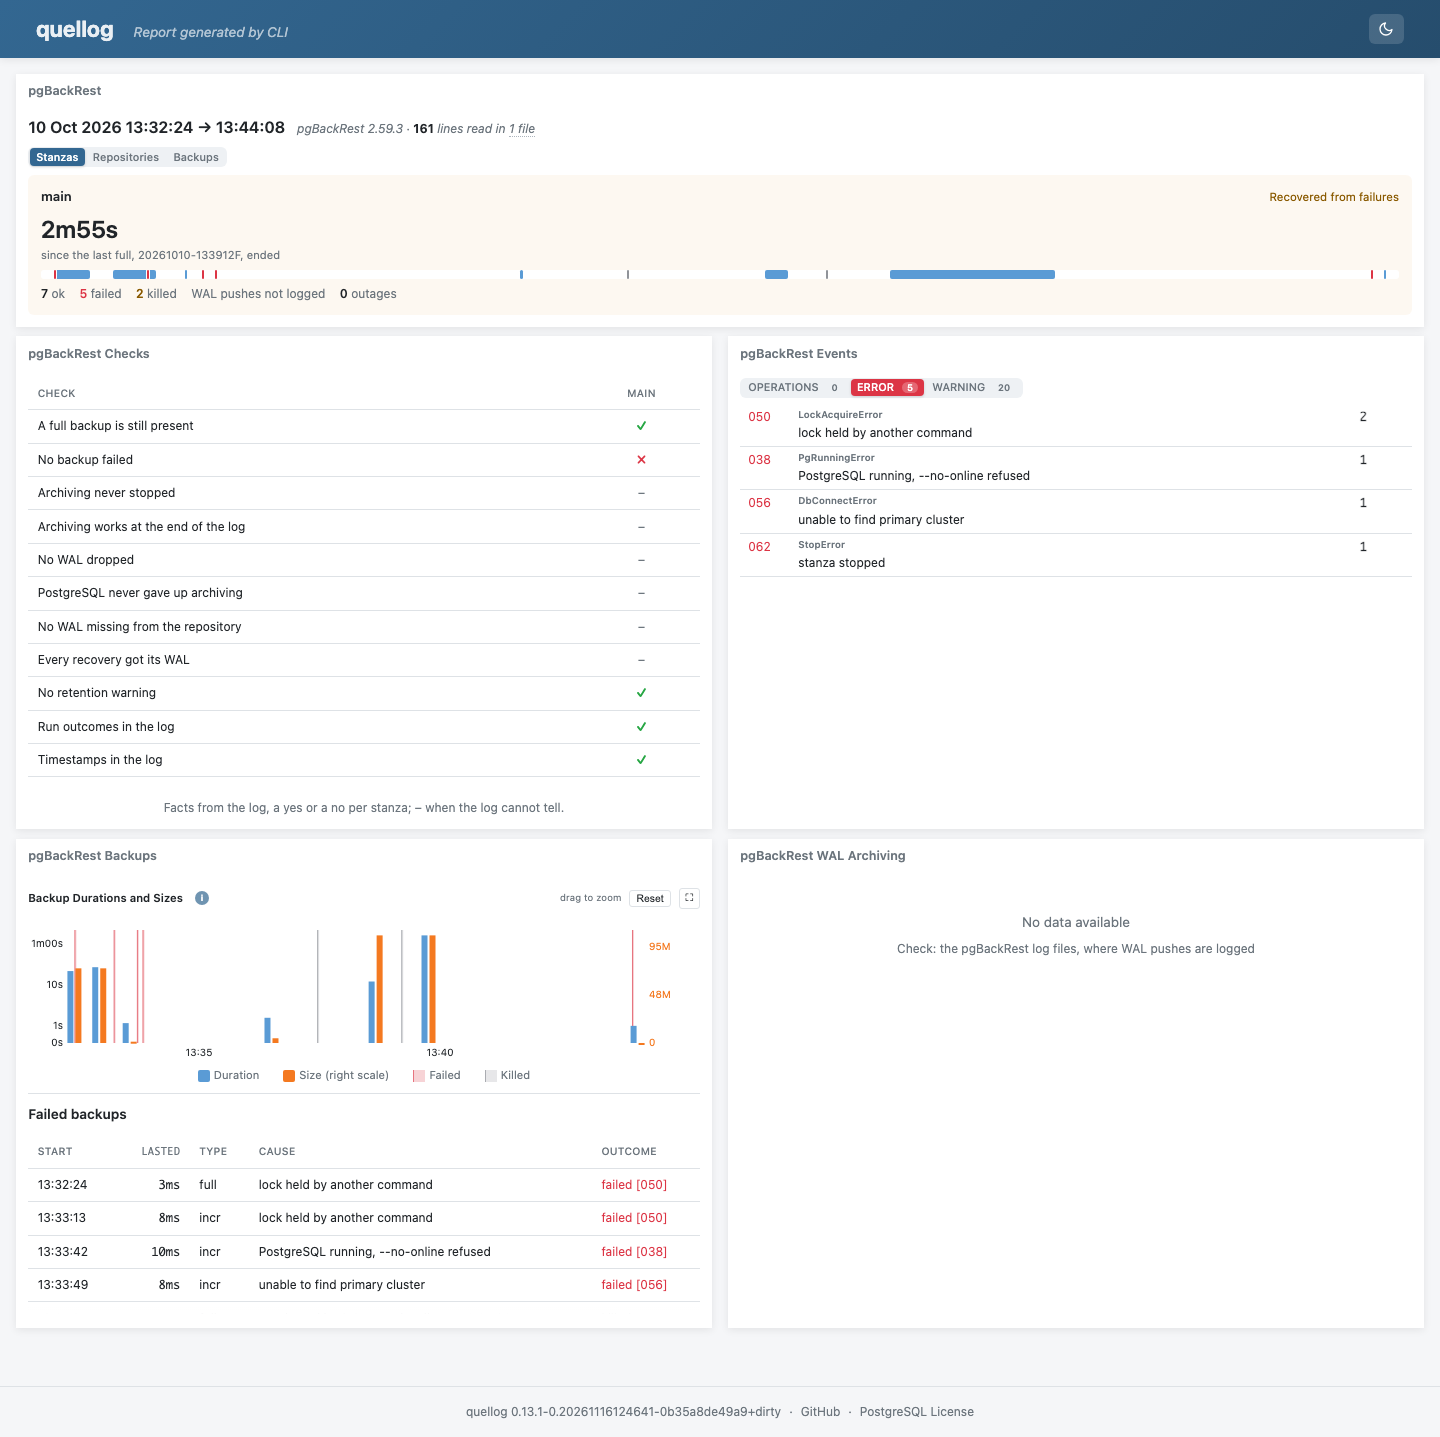 quellog Report generated by CLI
pgBackRest
10 Oct 2026 13:32:24 → 13:44:08 pgBackRest 2.59.3 · 161 lines read in 1 file
Stanzas Repositories Backups
main Recovered from failures
2m55s
since the last full, 20261010-133912F, ended
7 ok 5 failed 2 killed WAL pushes not logged 0 outages
pgBackRest Checks
CHECK MAIN
A full backup is still present ✓
No backup failed ✕
Archiving never stopped –
Archiving works at the end of the log –
No WAL dropped –
PostgreSQL never gave up archiving –
No WAL missing from the repository –
Every recovery got its WAL –
No retention warning ✓
Run outcomes in the log ✓
Timestamps in the log ✓
Facts from the log, a yes or a no per stanza; – when the log cannot tell.
pgBackRest Events
OPERATIONS 0 ERROR 5 WARNING 20
050 LockAcquireError 2
lock held by another command
038 PgRunningError 1
PostgreSQL running, --no-online refused
056 DbConnectError 1
unable to find primary cluster
062 StopError 1
stanza stopped
pgBackRest Backups
Backup Durations and Sizes i drag to zoom Reset
1m00s 95M
10s 48M
1s
0s 0
13:35 13:40
Duration Size (right scale) Failed Killed
Failed backups
START LASTED TYPE CAUSE OUTCOME
13:32:24 3ms full lock held by another command failed [050]
13:33:13 8ms incr lock held by another command failed [050]
13:33:42 10ms incr PostgreSQL running, --no-online refused failed [038]
13:33:49 8ms incr unable to find primary cluster failed [056]
pgBackRest WAL Archiving
No data available
Check: the pgBackRest log files, where WAL pushes are logged
quellog 0.13.1-0.20261116124641-0b35a8de49a9+dirty · GitHub · PostgreSQL License